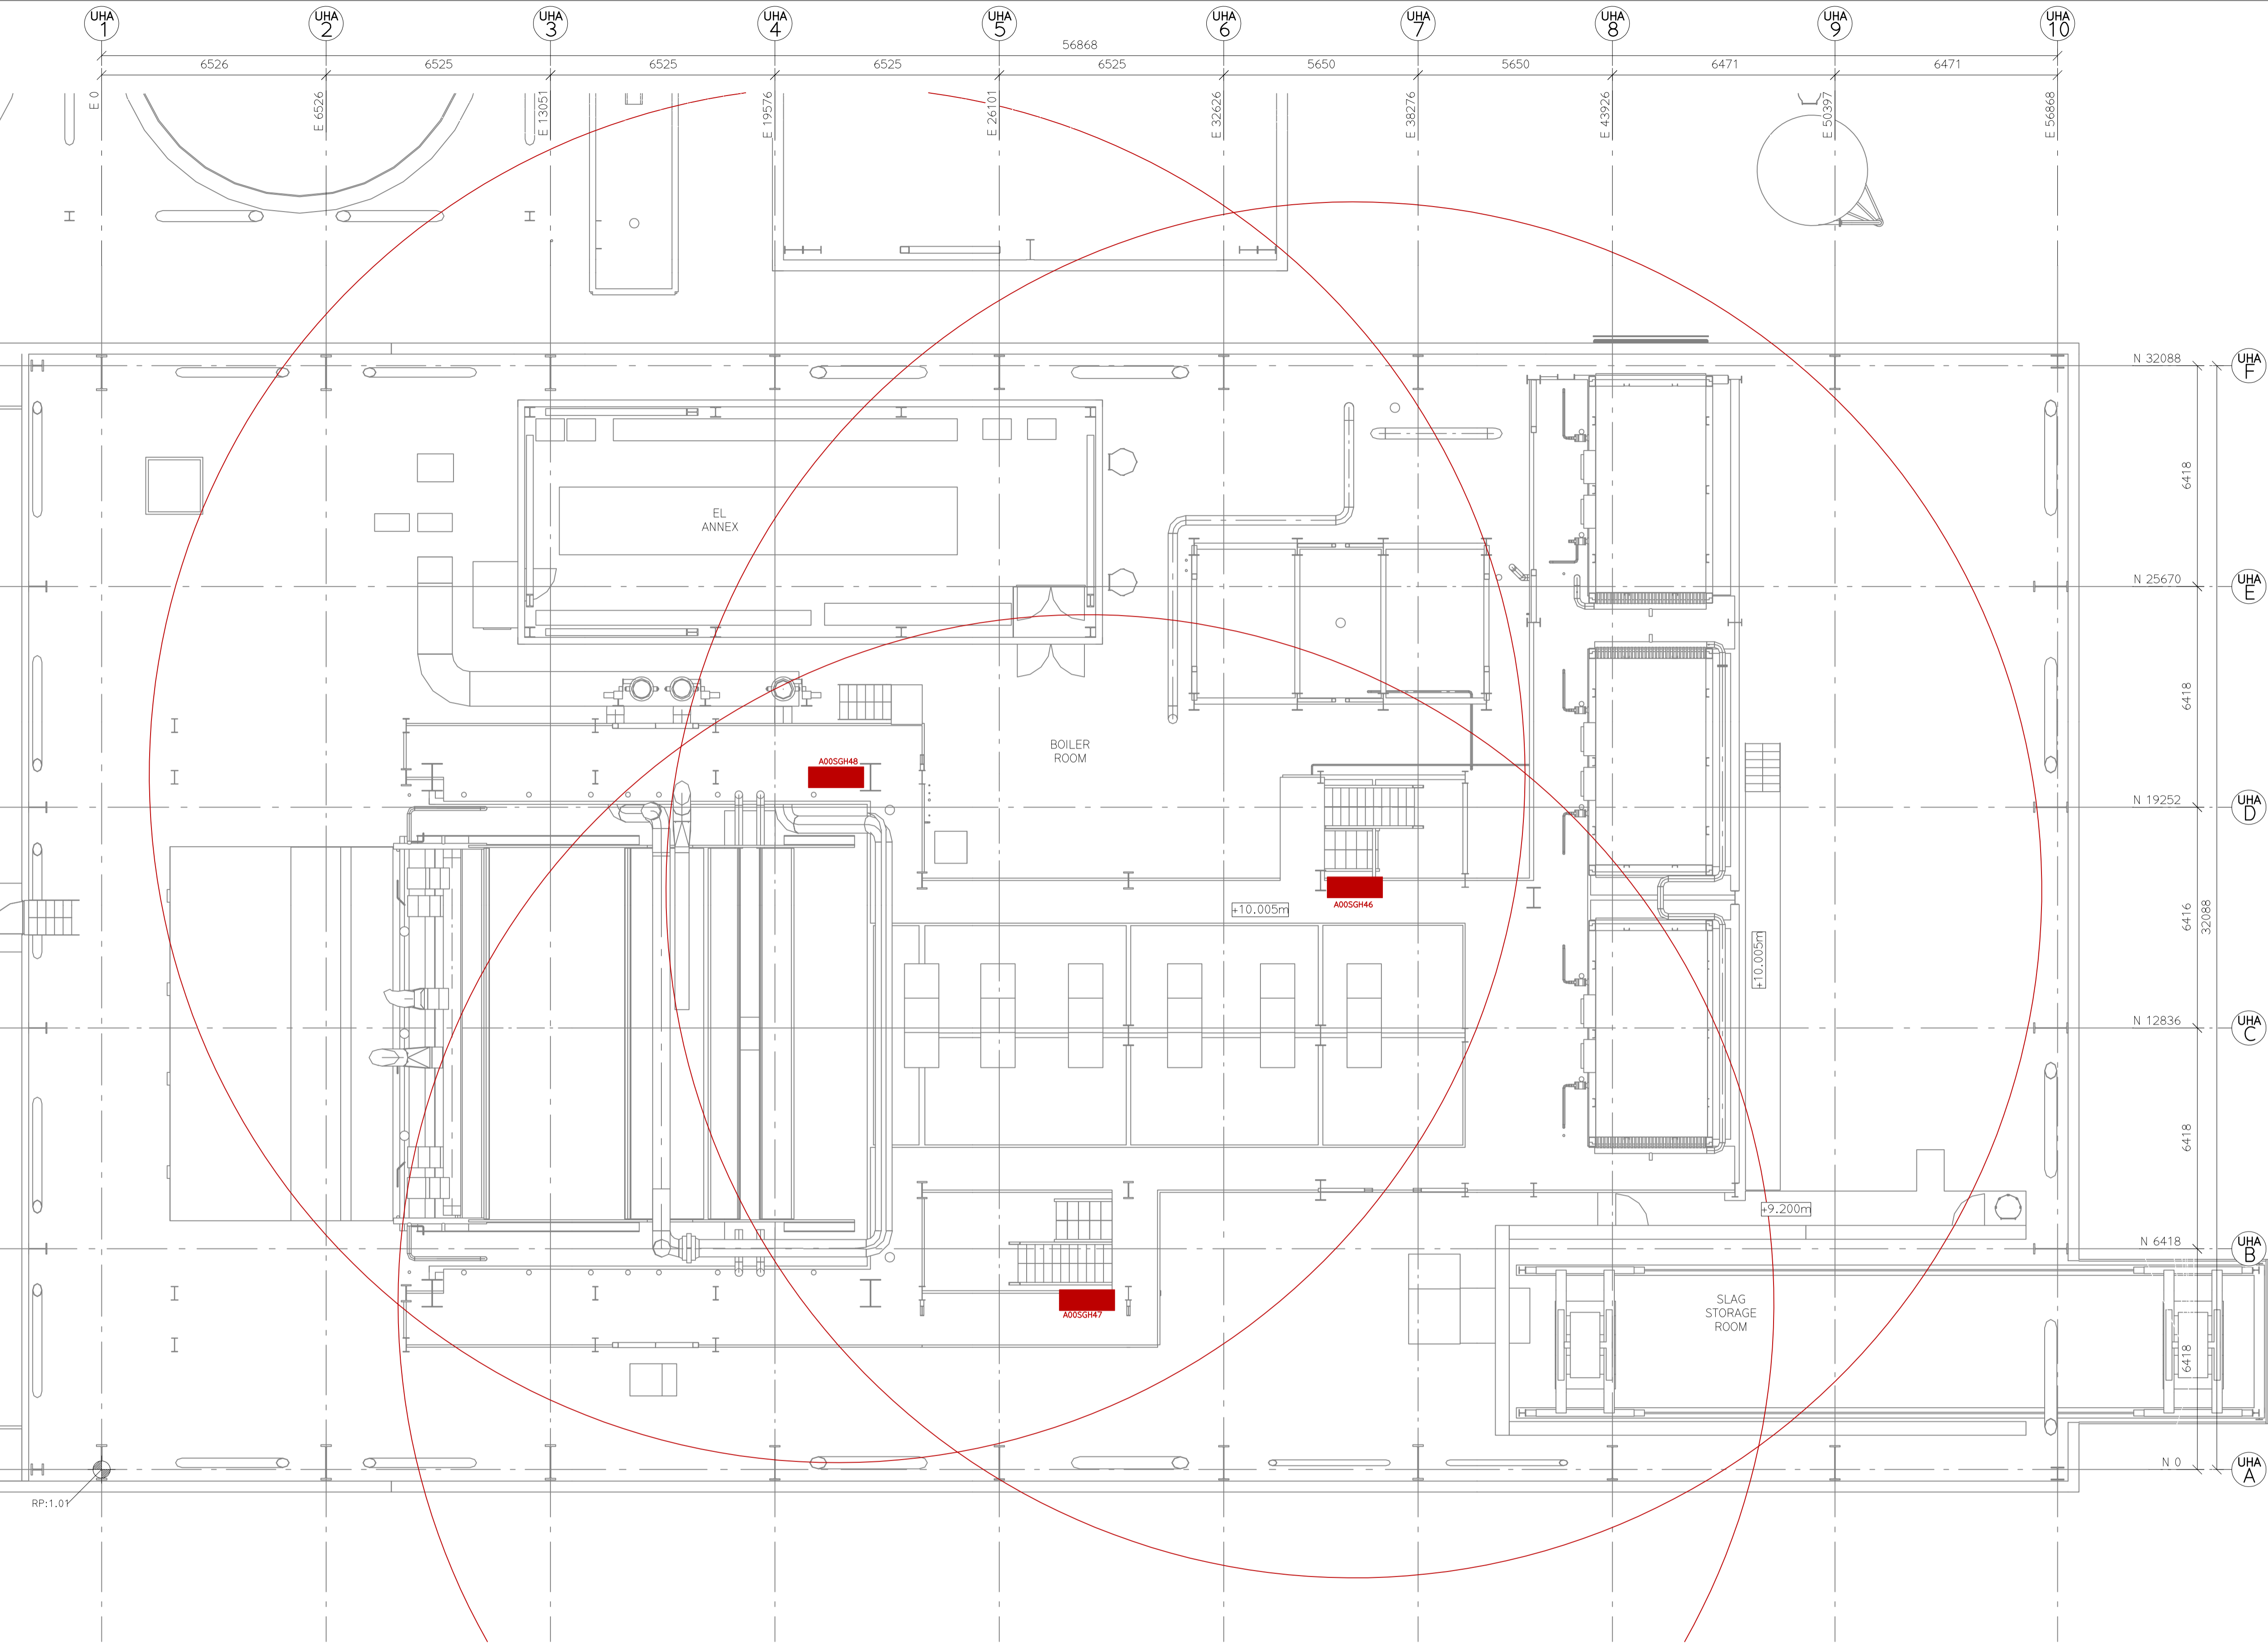 UHA
1
UHA
2
UHA
3
UHA
4
UHA
5
UHA
6
UHA
7
UHA
8
UHA
9
UHA
10
56868
6526
6525
6525
6525
6525
5650
5650
6471
6471
E 0
E 6526
E 13051
E 19576
E 26101
E 32626
E 38276
E 43926
E 50397
E 56868
N 32088
UHA
F
6418
EL
ANNEX
N 25670
UHA
E
6418
BOILER
ROOM
A00SGH48
N 19252
UHA
D
A00SGH46
+10.005m
6416
32088
+10.005m
N 12836
UHA
C
6418
+9.200m
N 6418
UHA
B
SLAG
STORAGE
ROOM
A00SGH47
6418
N 0
UHA
A
RP:1.01